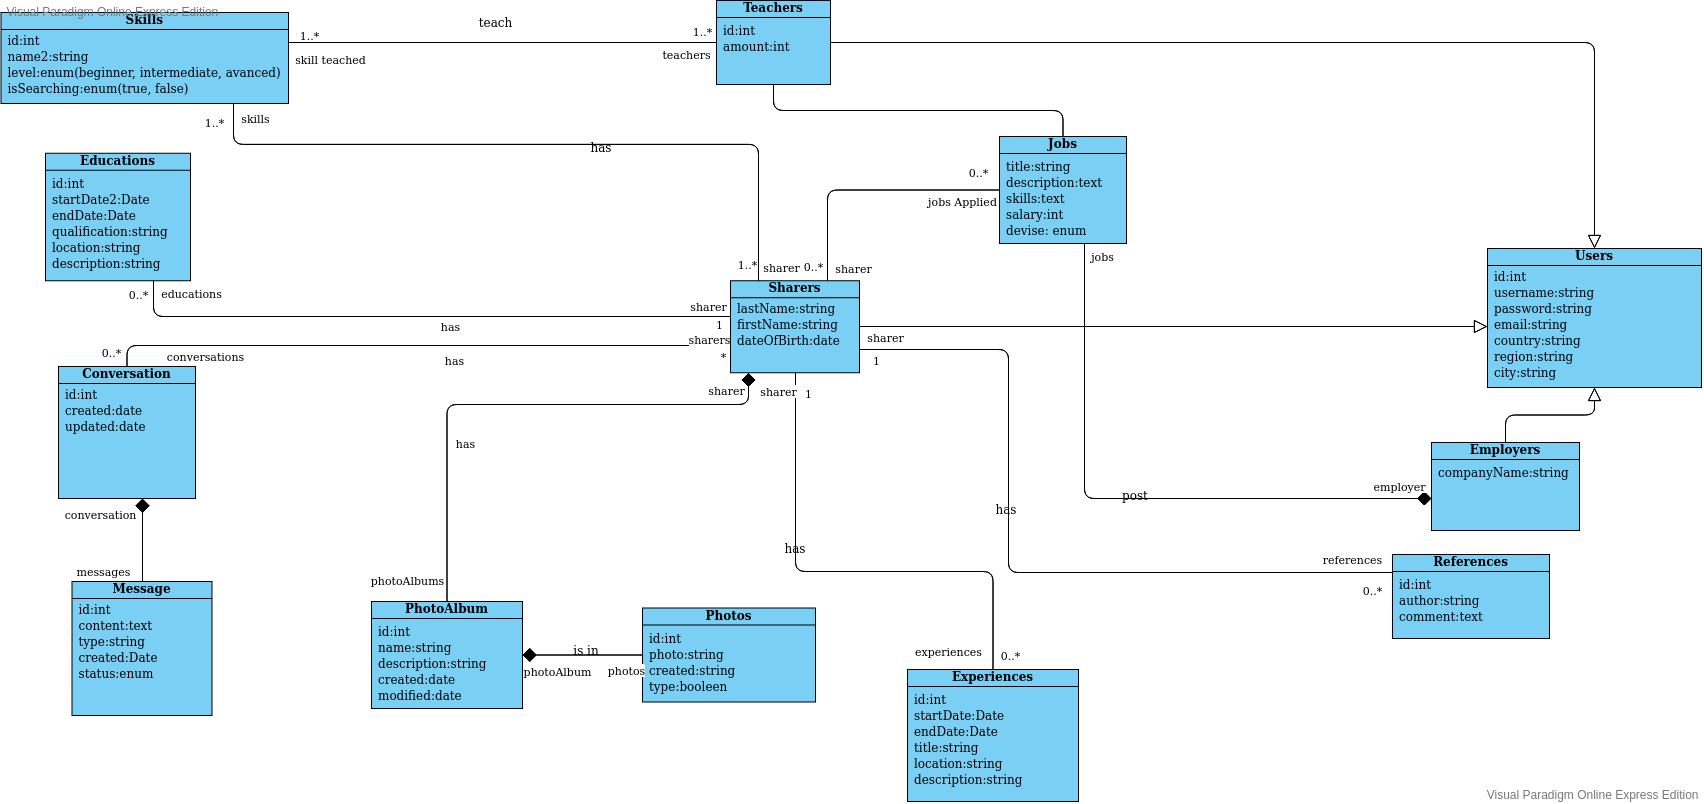 Visual Paradigm Online Express Edition
Skills
id:int
name2:string
level:enum(beginner, intermediate, avanced)
isSearching:enum(true, false)
1..*
skill teached
teach
1..*
teachers
Teachers
id:int
amount:int
1..*
skills
has
Educations
id:int
startDate2:Date
endDate:Date
qualification:string
location:string
description:string
0..*
jobs Applied
Jobs
title:string
description:text
skills:text
salary:int
devise: enum
jobs
Users
id:int
username:string
password:string
email:string
country:string
region:string
city:string
1..*
sharer
0..*
sharer
Sharers
lastName:string
firstName:string
dateOfBirth:date
0..*
educations
has
sharer
1
sharers
*
sharer
1
0..*
conversations
has
Conversation
id:int
created:date
updated:date
sharer
sharer
1
has
Employers
companyName:string
employer
post
has
conversation
messages
Message
id:int
content:text
type:string
created:Date
status:enum
has
references
0..*
References
id:int
author:string
comment:text
photoAlbums
PhotoAlbum
id:int
name:string
description:string
created:date
modified:date
is in
photoAlbum
photos
Photos
id:int
photo:string
created:string
type:booleen
experiences
0..*
Experiences
id:int
startDate:Date
endDate:Date
title:string
location:string
description:string
Visual Paradigm Online Express Edition